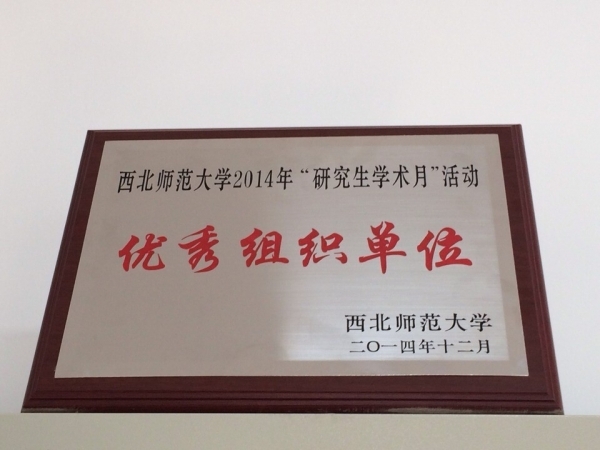 西北师范大学2014年“研究生学术月”活动
优秀组织单位
西北师范大学
二〇一四年十二月